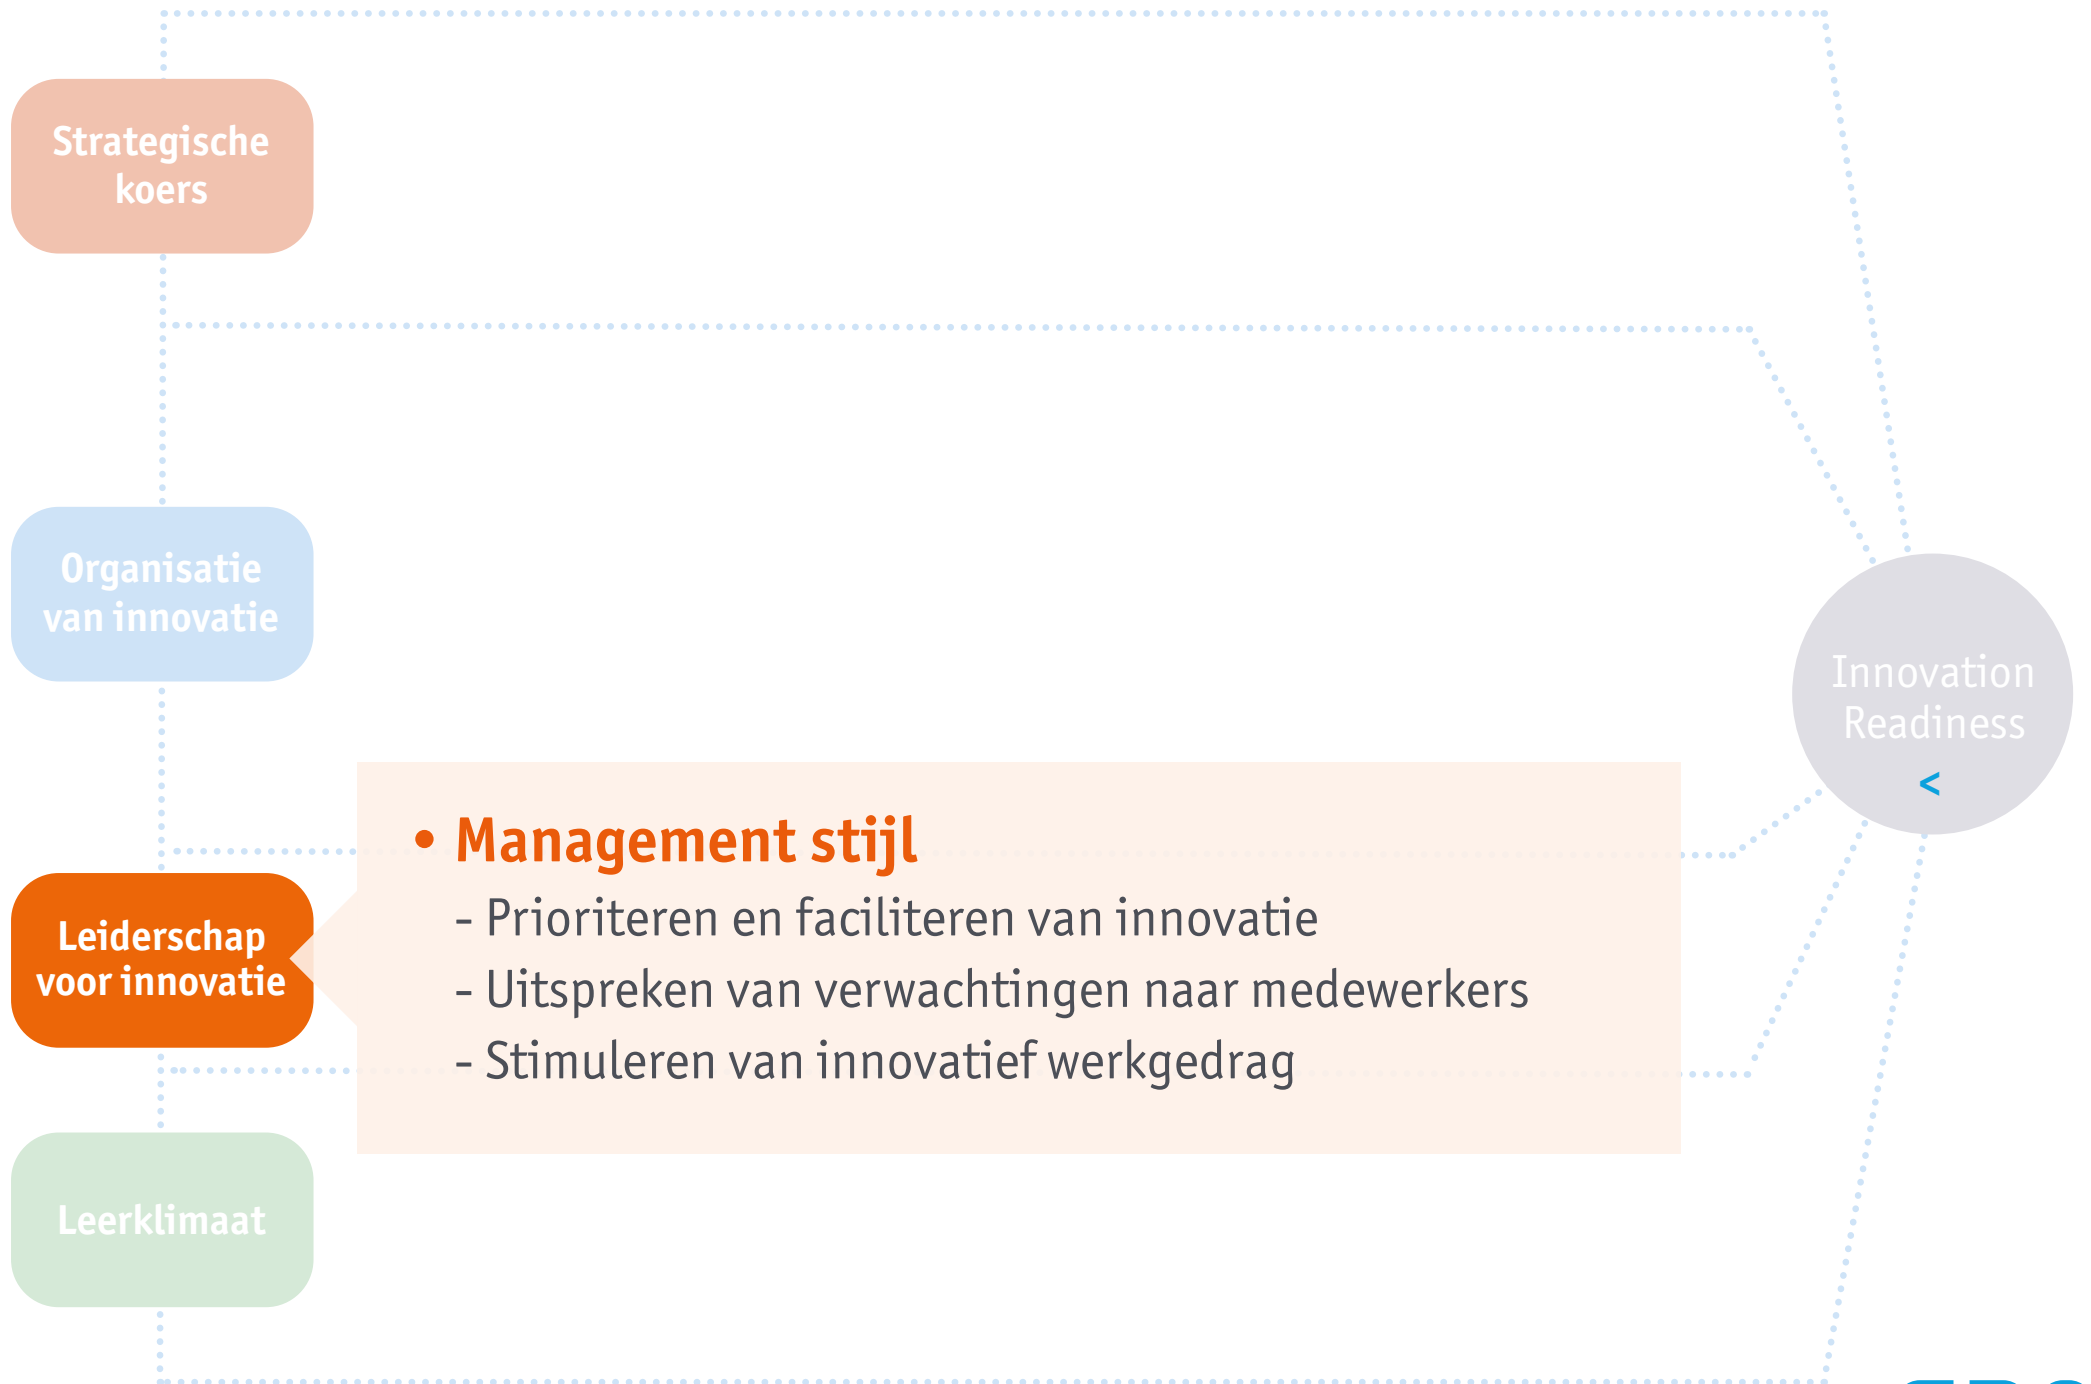 Strategische
koers
Organisatie
van innovatie
Innovation
Readiness
<
• Management stijl
- Prioriteren en faciliteren van innovatie
- Uitspreken van verwachtingen naar medewerkers
- Stimuleren van innovatief werkgedrag
Leiderschap
voor innovatie
Leerklimaat